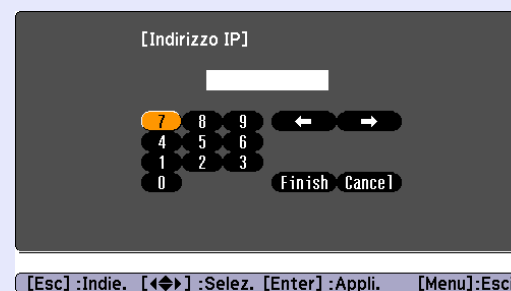 [Indirizzo IP]
7 8 9 ← →
4 5 6
1 2 3
0 Finish Cancel
[Esc] :Indie. [◀◆▶] :Selez. [Enter] :Appli. [Menu]:Esci